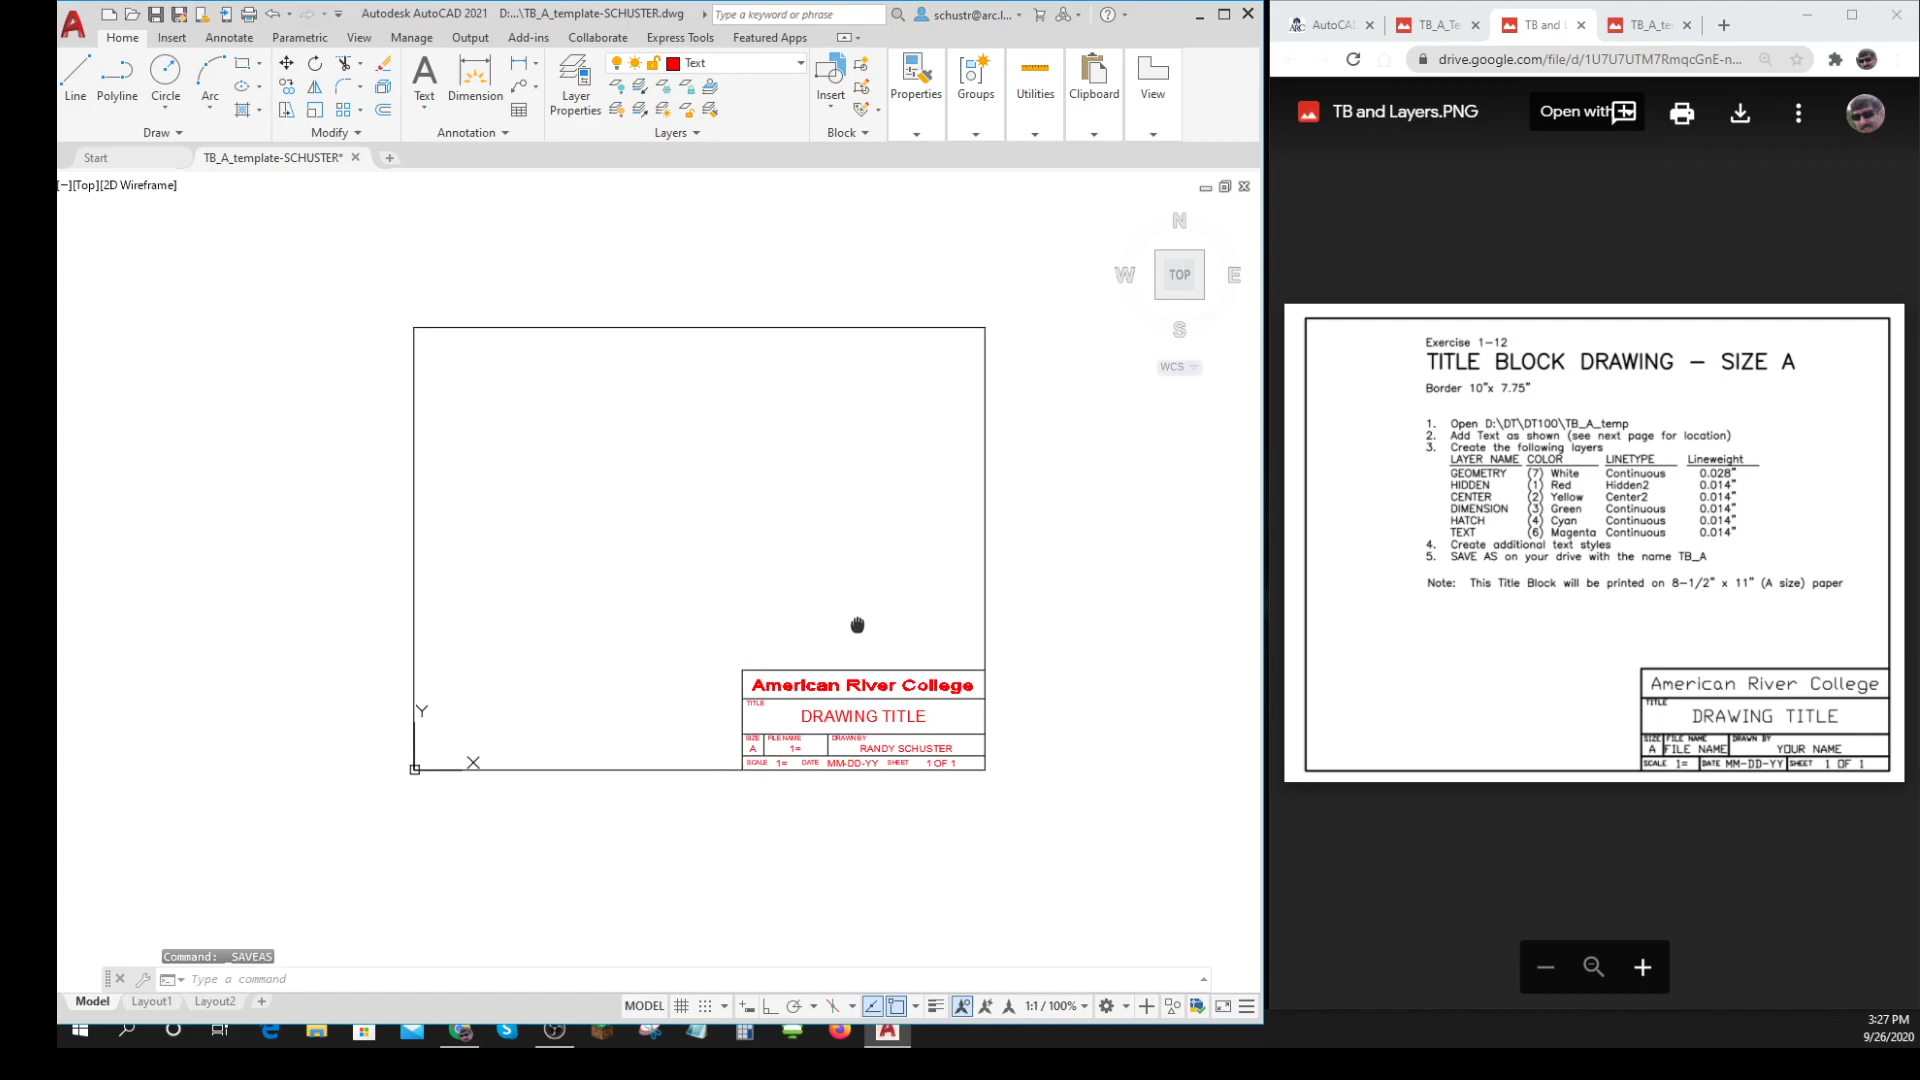 Autodesk AutoCAD 2021 D:\...\TB_A_template-SCHUSTER.dwg
Type a keyword or phrase
schustr@arc.l...
Home Insert Annotate Parametric View Manage Output Add-ins Collaborate Express Tools Featured Apps
Line Polyline Circle Arc
Text Dimension
Layer Properties
Text
Insert
Properties Groups Utilities Clipboard View
Draw Modify Annotation Layers Block
Start
TB_A_template-SCHUSTER*
[−][Top][2D Wireframe]
N
W TOP E
S
WCS
American River College
TITLE
DRAWING TITLE
SIZE FILE NAME DRAWN BY
A 1= RANDY SCHUSTER
SCALE 1= DATE MM-DD-YY SHEET 1 OF 1
Y
X
Command: _SAVEAS
Type a command
Model Layout1 Layout2
MODEL
1:1 / 100%
AutoCAD
TB_A_Te
TB and
TB_A_te
drive.google.com/file/d/1U7U7UTM7RmqcGnE-n...
TB and Layers.PNG
Open with
Exercise 1-12
TITLE BLOCK DRAWING – SIZE A
Border 10"x 7.75"
1. Open D:\DT\DT100\TB_A_temp
2. Add Text as shown (see next page for location)
3. Create the following layers
LAYER NAME COLOR LINETYPE Lineweight
GEOMETRY (7) White Continuous 0.028"
HIDDEN (1) Red Hidden2 0.014"
CENTER (2) Yellow Center2 0.014"
DIMENSION (3) Green Continuous 0.014"
HATCH (4) Cyan Continuous 0.014"
TEXT (6) Magenta Continuous 0.014"
4. Create additional text styles
5. SAVE AS on your drive with the name TB_A
Note: This Title Block will be printed on 8-1/2" x 11" (A size) paper
American River College
TITLE
DRAWING TITLE
SIZE FILE NAME DRAWN BY
A FILE NAME YOUR NAME
SCALE 1= DATE MM-DD-YY SHEET 1 OF 1
3:27 PM
9/26/2020